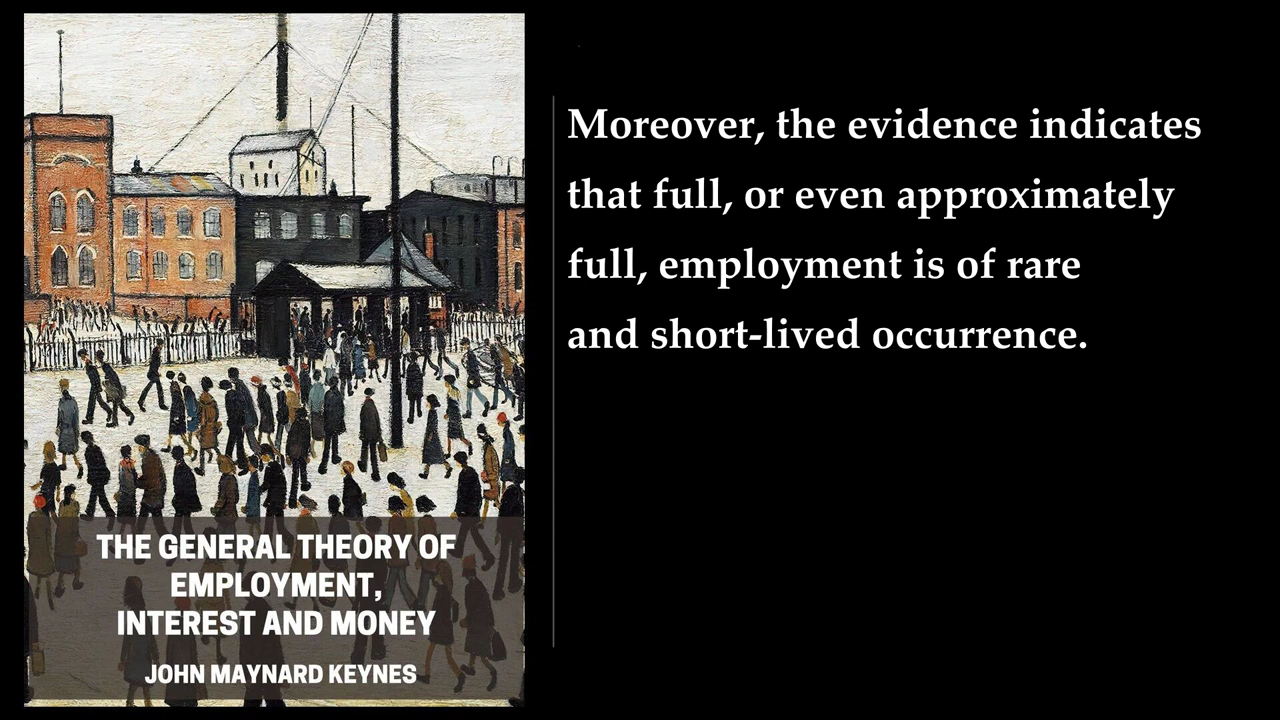 THE GENERAL THEORY OF
EMPLOYMENT,
INTEREST AND MONEY
JOHN MAYNARD KEYNES
Moreover, the evidence indicates
that full, or even approximately
full, employment is of rare
and short-lived occurrence.